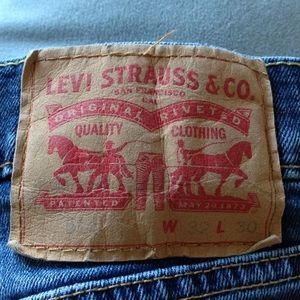 LEVI STRAUSS & CO.
SAN FRANCISCO
CAL
ORIGINAL RIVETED
QUALITY CLOTHING
PATENTED MAY 20 1873
W 32 L 30